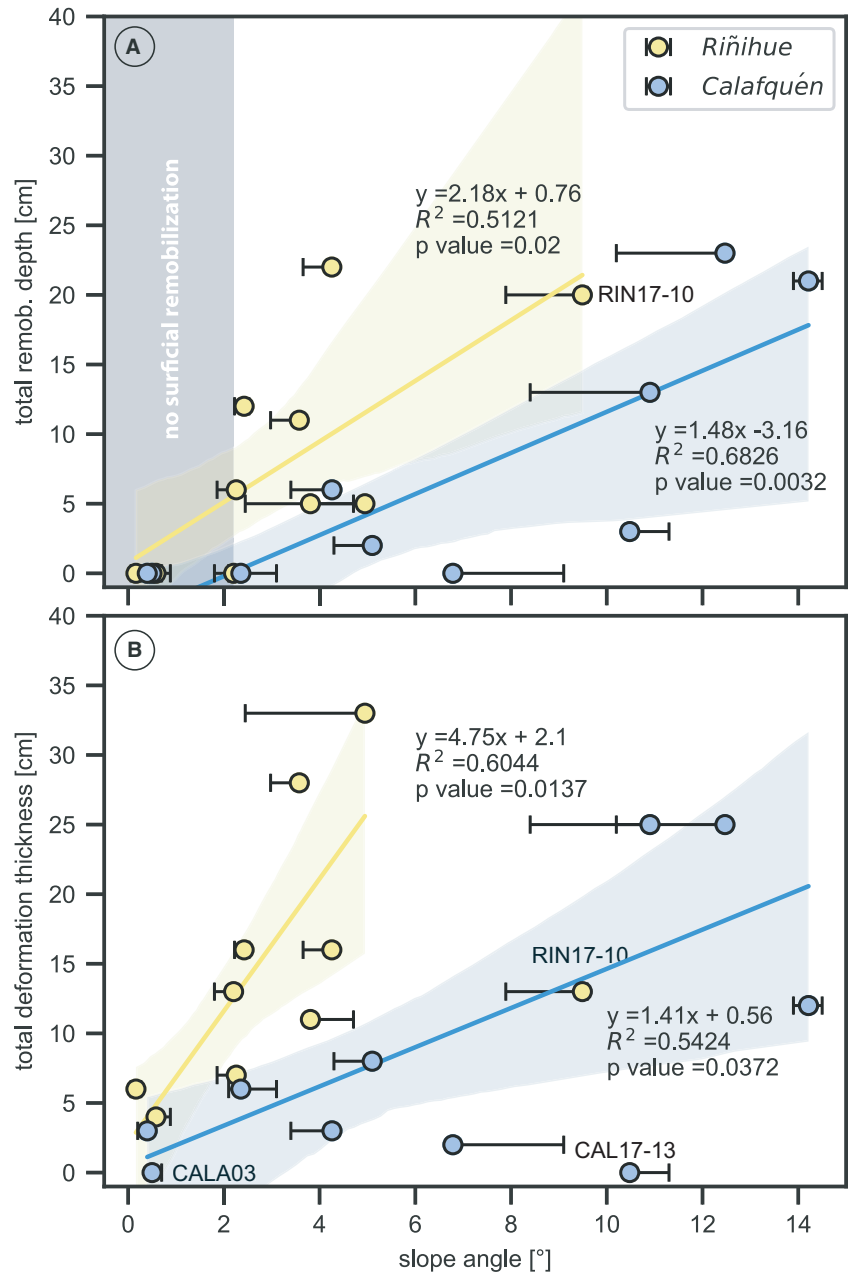 40
35
30
25
20
15
10
5
0
total remob. depth [cm]
A
no surficial remobilization
Riñihue
Calafquén
y =2.18x + 0.76
R² =0.5121
p value =0.02
RIN17-10
y =1.48x -3.16
R² =0.6826
p value =0.0032
40
35
30
25
20
15
10
5
0
total deformation thickness [cm]
B
y =4.75x + 2.1
R² =0.6044
p value =0.0137
RIN17-10
y =1.41x + 0.56
R² =0.5424
p value =0.0372
CAL17-13
CALA03
0 2 4 6 8 10 12 14
slope angle [°]